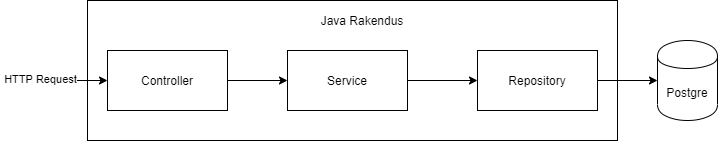 Java Rakendus
HTTP Request
Controller
Service
Repository
Postgre